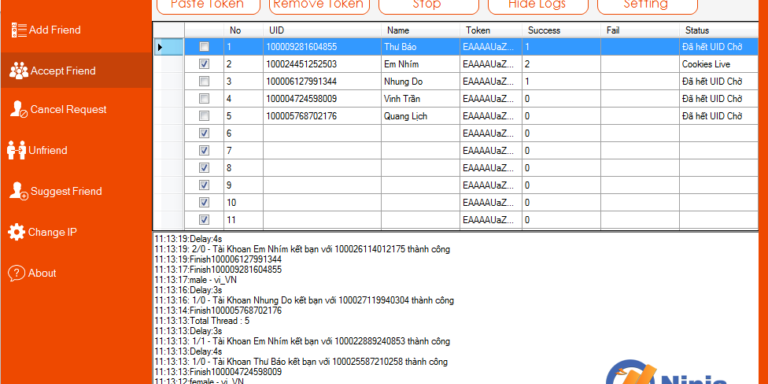 Paste Token Remove Token Stop Hide Logs Setting
Add Friend
Accept Friend
Cancel Request
Unfriend
Suggest Friend
Change IP
About
No UID Name Token Success Fail Status
1 100009281604855 Thư Bảo EAAAAUaZ... 1 Đã hết UID Chờ
2 100024451252503 Em Nhím EAAAAUaZ... 2 Cookies Live
3 100006127991344 Nhung Do EAAAAUaZ... 1 Đã hết UID Chờ
4 100004724598009 Vinh Trần EAAAAUaZ... 0 Đã hết UID Chờ
5 100005768702176 Quang Lịch EAAAAUaZ... 0 Đã hết UID Chờ
6 EAAAAUaZ... 0
7 EAAAAUaZ... 0
8 EAAAAUaZ... 0
9 EAAAAUaZ... 0
10 EAAAAUaZ... 0
11 EAAAAUaZ... 0
11:13:19:Delay:4s
11:13:19: 2/0 - Tài Khoan Em Nhím kết bạn với 100026114012175 thành công
11:13:19:Finish100006127991344
11:13:17:Finish100009281604855
11:13:17:male - vi_VN
11:13:16:Delay:3s
11:13:16: 1/0 - Tài Khoan Nhung Do kết bạn với 100027119940304 thành công
11:13:14:Finish100005768702176
11:13:13:Total Thread : 5
11:13:13:Delay:3s
11:13:13: 1/1 - Tài Khoan Em Nhím kết bạn với 100022889240853 thành công
11:13:13:Delay:4s
11:13:13: 1/0 - Tài Khoan Thư Bảo kết bạn với 100025587210258 thành công
11:13:13:Finish100004724598009
11:13:12:female - vi_VN
Ninja